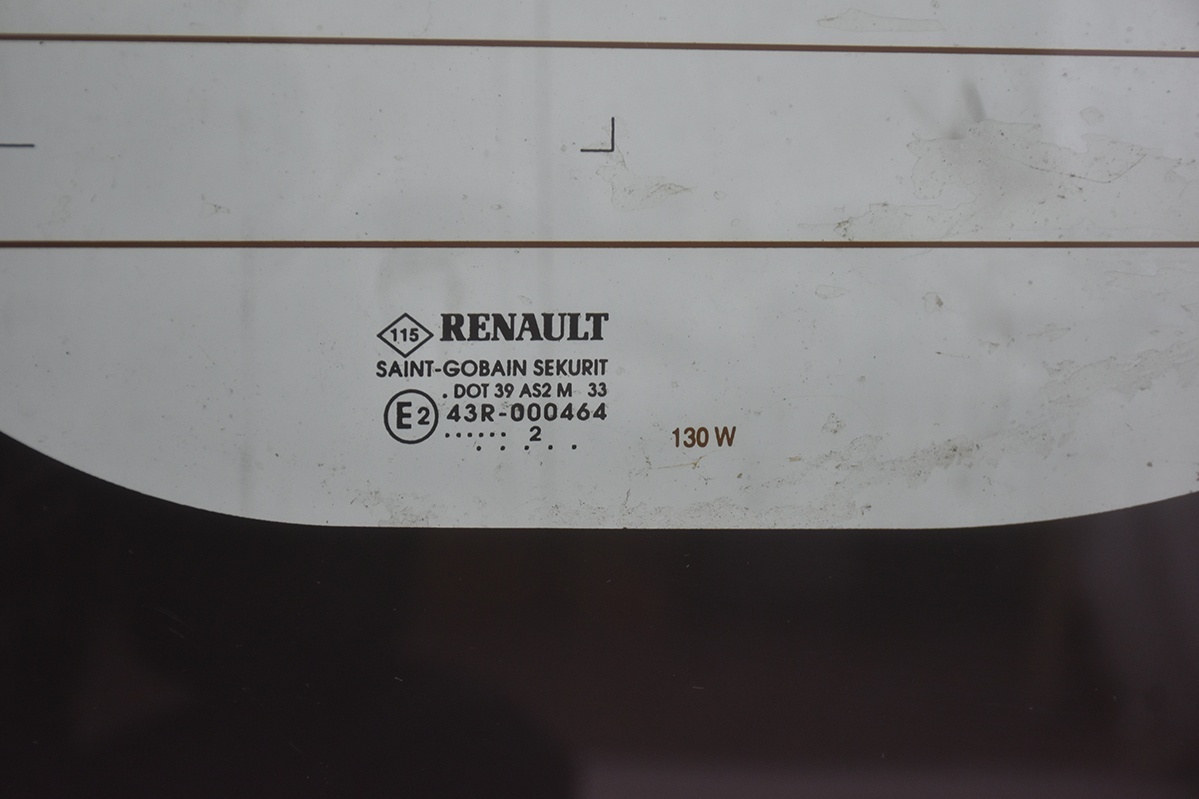 115 RENAULT
SAINT-GOBAIN SEKURIT
. DOT 39 AS2 M 33
E2 43R-000464
...... 2
. . . . .
130 W